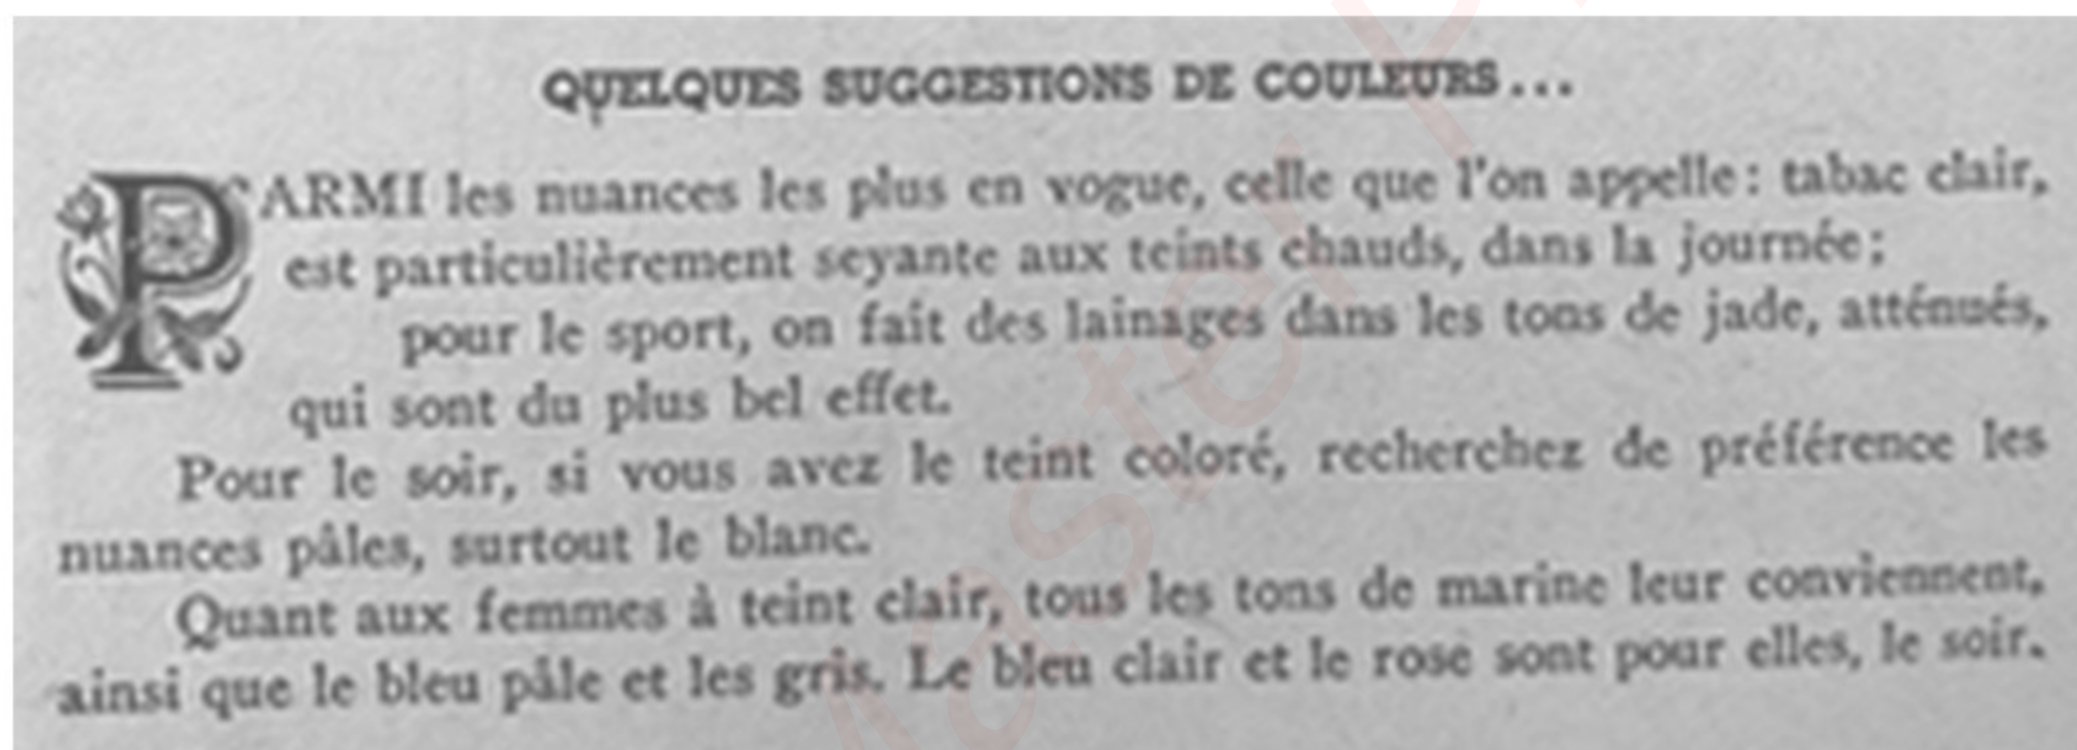 QUELQUES SUGGESTIONS DE COULEURS...
PARMI les nuances les plus en vogue, celle que l'on appelle: tabac clair,
est particulièrement seyante aux teints chauds, dans la journée;
pour le sport, on fait des lainages dans les tons de jade, atténués,
qui sont du plus bel effet.
Pour le soir, si vous avez le teint coloré, recherchez de préférence les
nuances pâles, surtout le blanc.
Quant aux femmes à teint clair, tous les tons de marine leur conviennent,
ainsi que le bleu pâle et les gris. Le bleu clair et le rose sont pour elles, le soir.